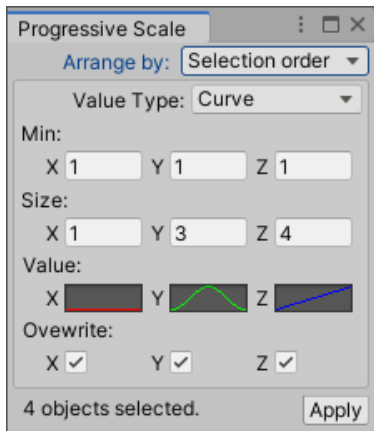 Progressive Scale
Arrange by: Selection order
Value Type: Curve
Min:
X 1 Y 1 Z 1
Size:
X 1 Y 3 Z 4
Value:
X Y Z
Ovewrite:
X Y Z
4 objects selected. Apply